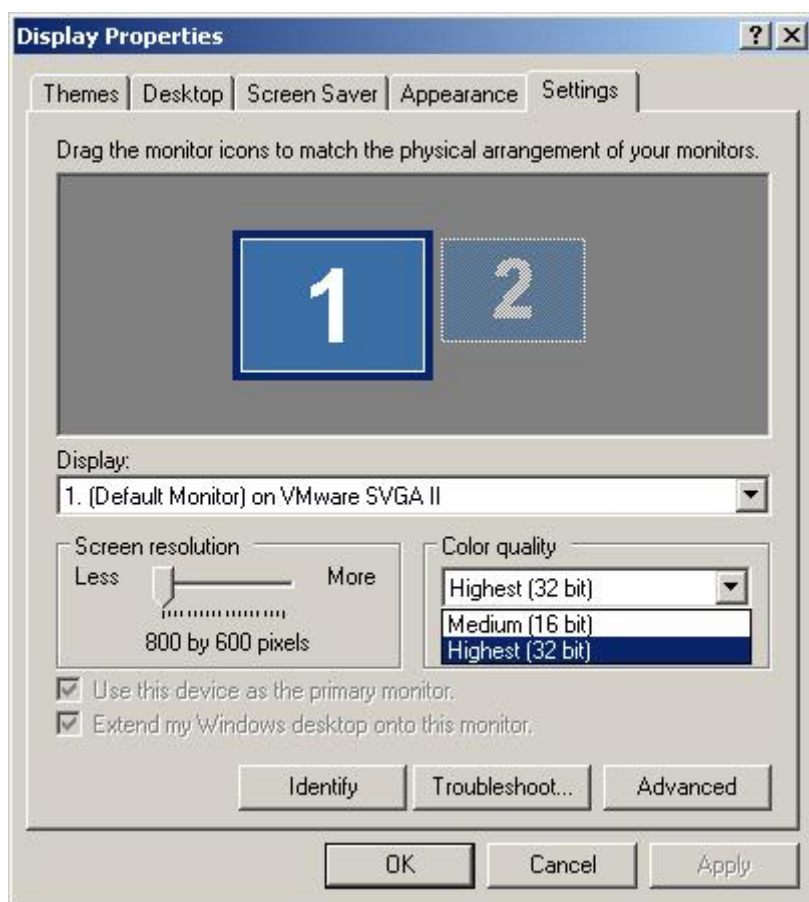 Display Properties
Themes Desktop Screen Saver Appearance Settings
Drag the monitor icons to match the physical arrangement of your monitors.
1 2
Display:
1. (Default Monitor) on VMware SVGA II
Screen resolution
Less More
800 by 600 pixels
Color quality
Highest (32 bit)
Medium (16 bit)
Highest (32 bit)
Use this device as the primary monitor.
Extend my Windows desktop onto this monitor.
Identify Troubleshoot... Advanced
OK Cancel Apply